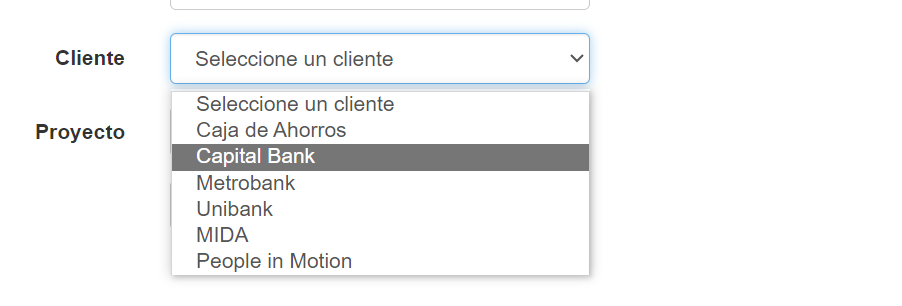 Cliente
Seleccione un cliente
Seleccione un cliente
Caja de Ahorros
Proyecto
Capital Bank
Metrobank
Unibank
MIDA
People in Motion